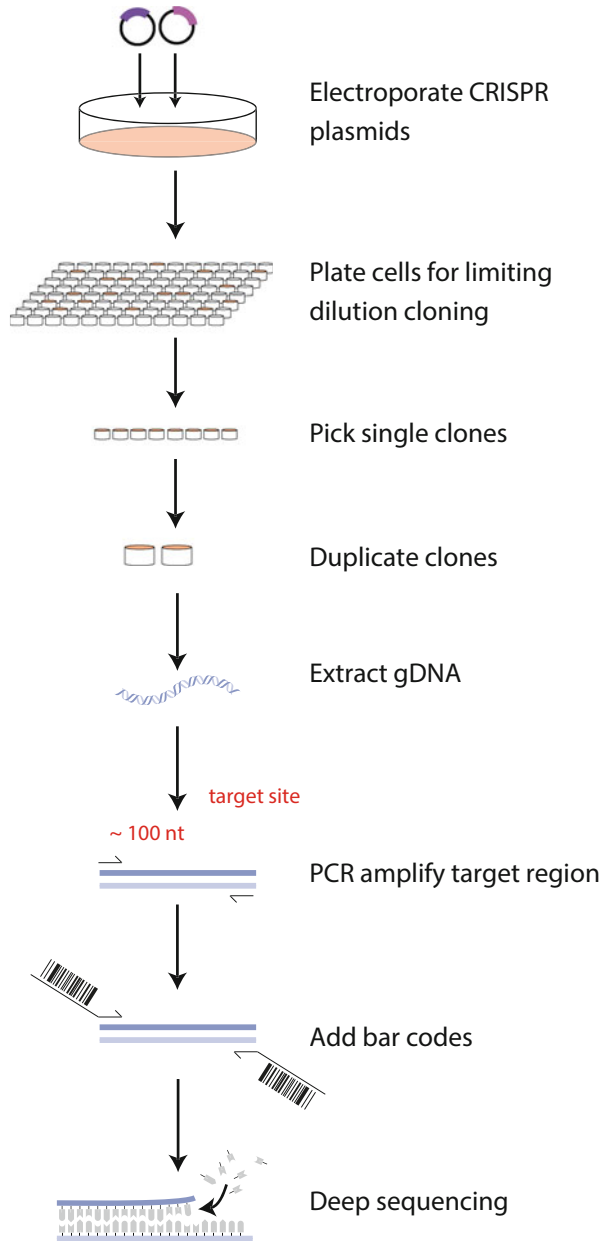 Electroporate CRISPR
plasmids
Plate cells for limiting
dilution cloning
Pick single clones
Duplicate clones
Extract gDNA
target site
~ 100 nt
PCR amplify target region
Add bar codes
Deep sequencing